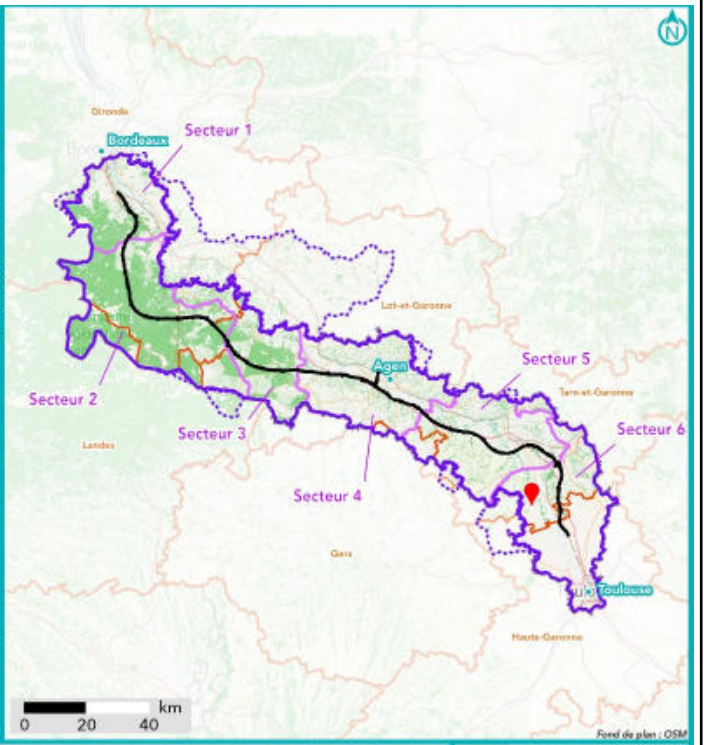 N
Gironde
Secteur 1
Bordeaux
Lot-et-Garonne
Secteur 5
Agen
Tarn-et-Garonne
Secteur 2
Secteur 6
Secteur 3
Landes
Secteur 4
Gers
Toulouse
Haute-Garonne
km
0 20 40
Fond de plan : OSM